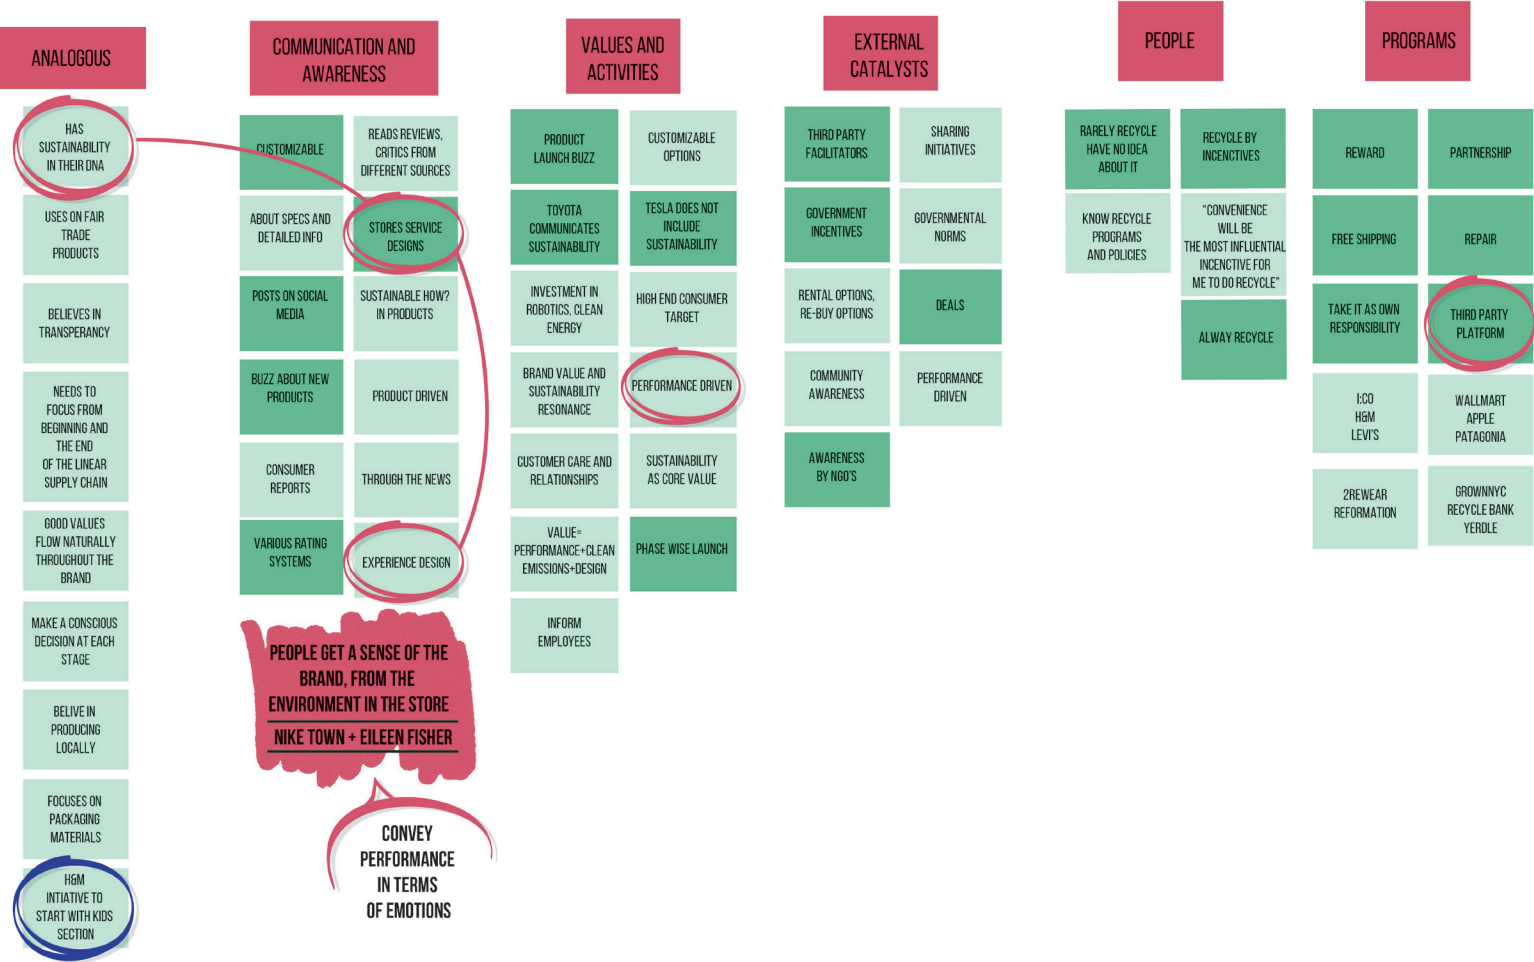 ANALOGOUS
HAS
SUSTAINABILITY
IN THEIR DNA
USES ON FAIR
TRADE
PRODUCTS
BELIEVES IN
TRANSPERANCY
NEEDS TO
FOCUS FROM
BEGINNING AND
THE END
OF THE LINEAR
SUPPLY CHAIN
GOOD VALUES
FLOW NATURALLY
THROUGHOUT THE
BRAND
MAKE A CONSCIOUS
DECISION AT EACH
STAGE
BELIVE IN
PRODUCING
LOCALLY
FOCUSES ON
PACKAGING
MATERIALS
H&M
INTIATIVE TO
START WITH KIDS
SECTION
COMMUNICATION AND
AWARENESS
CUSTOMIZABLE
READS REVIEWS,
CRITICS FROM
DIFFERENT SOURCES
ABOUT SPECS AND
DETAILED INFO
STORES SERVICE
DESIGNS
POSTS ON SOCIAL
MEDIA
SUSTAINABLE HOW?
IN PRODUCTS
BUZZ ABOUT NEW
PRODUCTS
PRODUCT DRIVEN
CONSUMER
REPORTS
THROUGH THE NEWS
VARIOUS RATING
SYSTEMS
EXPERIENCE DESIGN
PEOPLE GET A SENSE OF THE
BRAND, FROM THE
ENVIRONMENT IN THE STORE
NIKE TOWN + EILEEN FISHER
CONVEY
PERFORMANCE
IN TERMS
OF EMOTIONS
VALUES AND
ACTIVITIES
PRODUCT
LAUNCH BUZZ
CUSTOMIZABLE
OPTIONS
TOYOTA
COMMUNICATES
SUSTAINABILITY
TESLA DOES NOT
INCLUDE
SUSTAINABILITY
INVESTMENT IN
ROBOTICS, CLEAN
ENERGY
HIGH END CONSUMER
TARGET
BRAND VALUE AND
SUSTAINABILITY
RESONANCE
PERFORMANCE DRIVEN
CUSTOMER CARE AND
RELATIONSHIPS
SUSTAINABILITY
AS CORE VALUE
VALUE=
PERFORMANCE+CLEAN
EMISSIONS+DESIGN
PHASE WISE LAUNCH
INFORM
EMPLOYEES
EXTERNAL
CATALYSTS
THIRD PARTY
FACILITATORS
SHARING
INITIATIVES
GOVERNMENT
INCENTIVES
GOVERNMENTAL
NORMS
RENTAL OPTIONS,
RE-BUY OPTIONS
DEALS
COMMUNITY
AWARENESS
PERFORMANCE
DRIVEN
AWARENESS
BY NGO'S
PEOPLE
RARELY RECYCLE
HAVE NO IDEA
ABOUT IT
RECYCLE BY
INCENCTIVES
KNOW RECYCLE
PROGRAMS
AND POLICIES
“CONVENIENCE
WILL BE
THE MOST INFLUENTIAL
INCENCTIVE FOR
ME TO DO RECYCLE”
ALWAY RECYCLE
PROGRAMS
REWARD
PARTNERSHIP
FREE SHIPPING
REPAIR
TAKE IT AS OWN
RESPONSIBILITY
THIRD PARTY
PLATFORM
I:CO
H&M
LEVI'S
WALLMART
APPLE
PATAGONIA
2REWEAR
REFORMATION
GROWNNYC
RECYCLE BANK
YERDLE